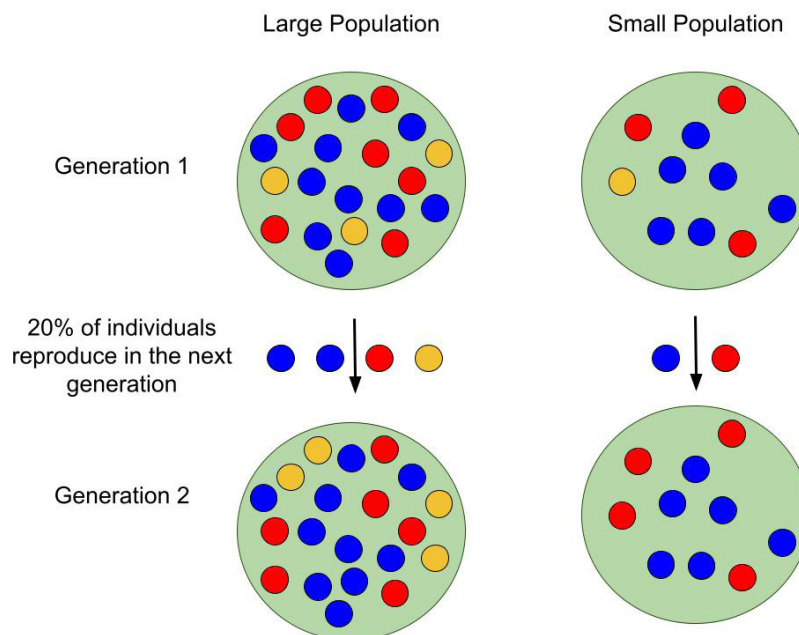 Large Population
Small Population
Generation 1
20% of individuals
reproduce in the next
generation
Generation 2